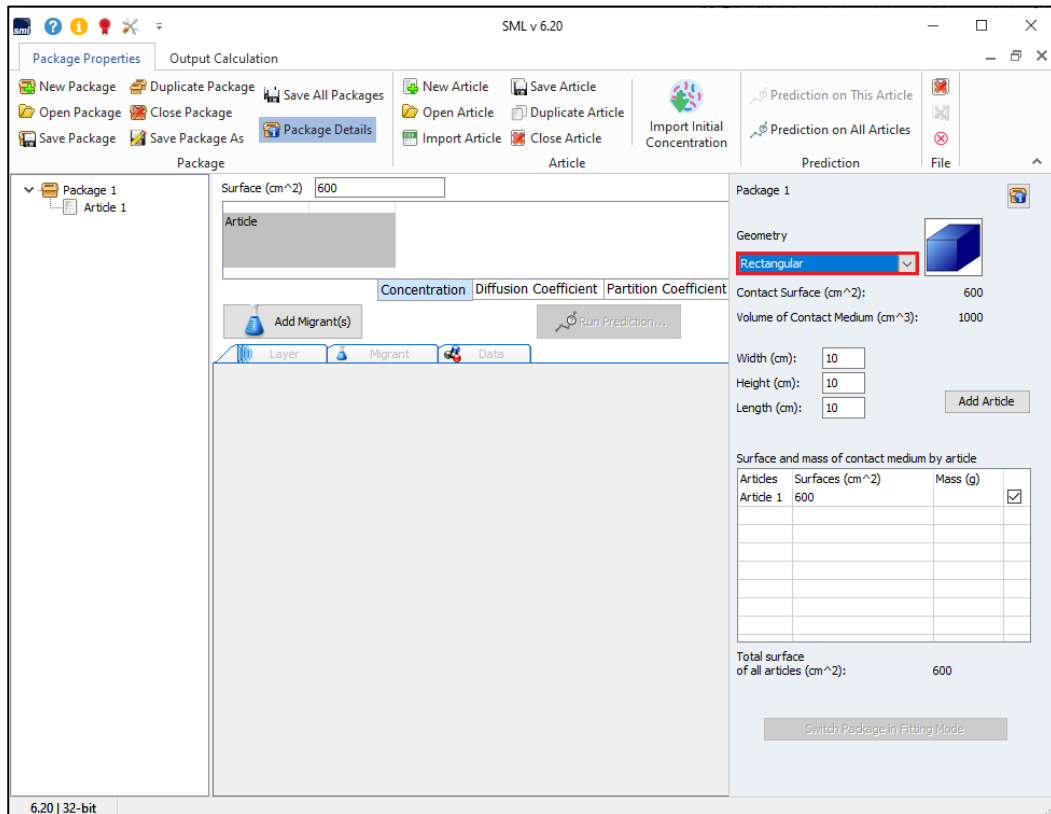 sml
SML v 6.20
Package Properties Output Calculation
New Package Duplicate Package Save All Packages
Open Package Close Package
Save Package Save Package As Package Details
Package
New Article Save Article
Open Article Duplicate Article
Import Article Close Article
Import Initial
Concentration
Article
Prediction on This Article
Prediction on All Articles
Prediction
File
Package 1
Article 1
Surface (cm^2) 600
Article
Concentration Diffusion Coefficient Partition Coefficient
Add Migrant(s) Run Prediction...
Layer Migrant Data
Package 1
Geometry
Rectangular
Contact Surface (cm^2): 600
Volume of Contact Medium (cm^3): 1000
Width (cm): 10
Height (cm): 10
Length (cm): 10
Add Article
Surface and mass of contact medium by article
Articles Surfaces (cm^2) Mass (g)
Article 1 600
Total surface
of all articles (cm^2): 600
Switch Package in Fitting Mode
6.20 | 32-bit